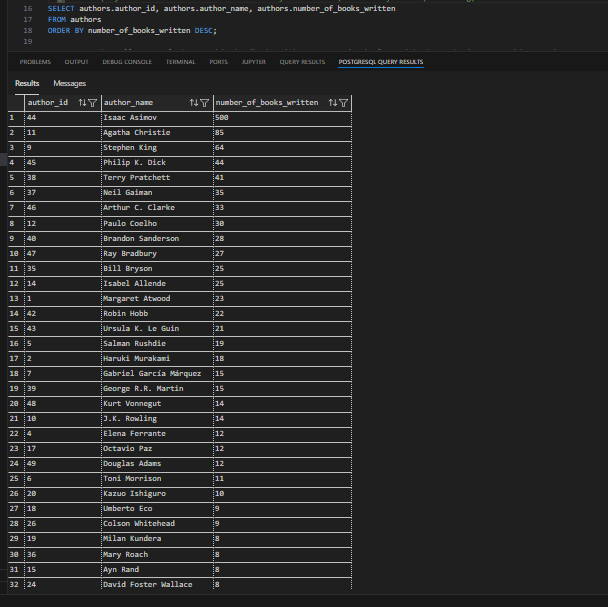 16 SELECT authors.author_id, authors.author_name, authors.number_of_books_written
17 FROM authors
18 ORDER BY number_of_books_written DESC;
19
PROBLEMS OUTPUT DEBUG CONSOLE TERMINAL PORTS JUPYTER QUERY RESULTS POSTGRESQL QUERY RESULTS
Results Messages
author_id author_name number_of_books_written
1 44 Isaac Asimov 500
2 11 Agatha Christie 85
3 9 Stephen King 64
4 45 Philip K. Dick 44
5 38 Terry Pratchett 41
6 37 Neil Gaiman 35
7 46 Arthur C. Clarke 33
8 12 Paulo Coelho 30
9 40 Brandon Sanderson 28
10 47 Ray Bradbury 27
11 35 Bill Bryson 25
12 14 Isabel Allende 25
13 1 Margaret Atwood 23
14 42 Robin Hobb 22
15 43 Ursula K. Le Guin 21
16 5 Salman Rushdie 19
17 2 Haruki Murakami 18
18 7 Gabriel García Márquez 15
19 39 George R.R. Martin 15
20 48 Kurt Vonnegut 14
21 10 J.K. Rowling 14
22 4 Elena Ferrante 12
23 17 Octavio Paz 12
24 49 Douglas Adams 12
25 6 Toni Morrison 11
26 20 Kazuo Ishiguro 10
27 18 Umberto Eco 9
28 26 Colson Whitehead 9
29 19 Milan Kundera 8
30 36 Mary Roach 8
31 15 Ayn Rand 8
32 24 David Foster Wallace 8